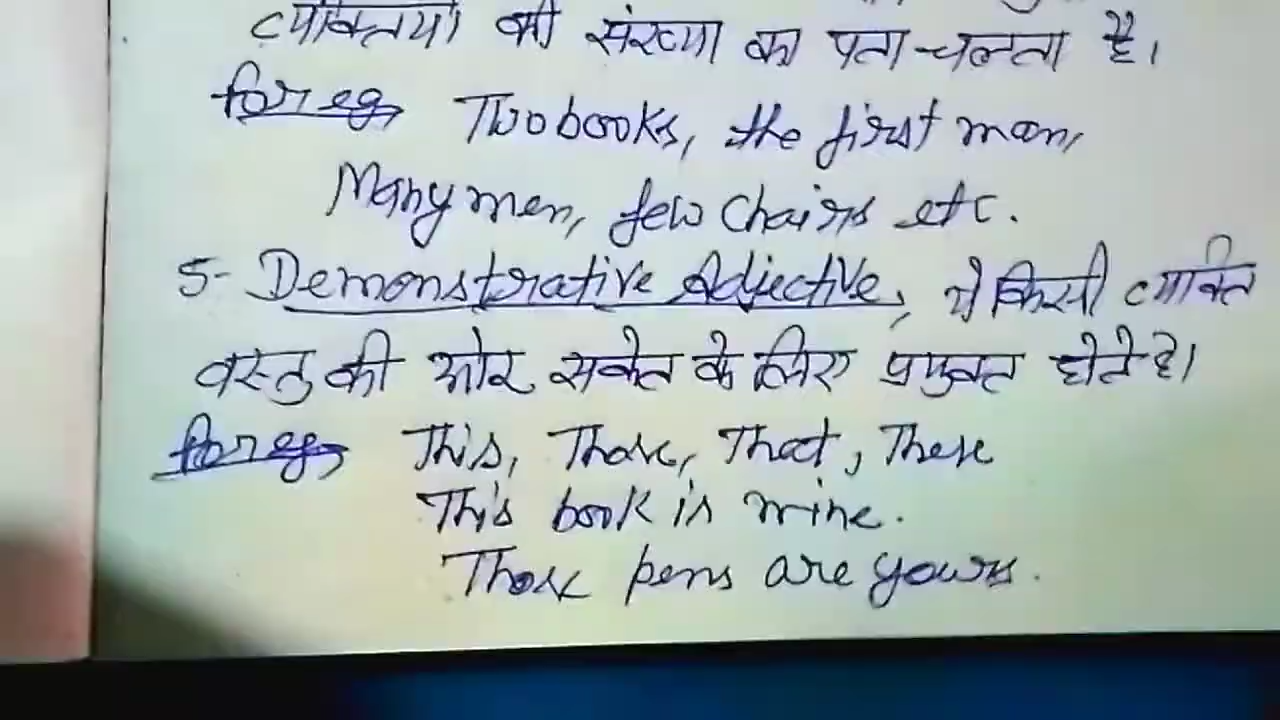 व्यक्तियों की संख्या का पता चलता है।
for eg, Two books, the first man,
Many men, few chairs etc.
5- Demonstrative Adjective, ये किसी व्यक्ति
वस्तु की ओर सकेत के लिए प्रयुक्त होते है।
for eg, This, Those, That, These
This book is mine.
Those pens are yours.